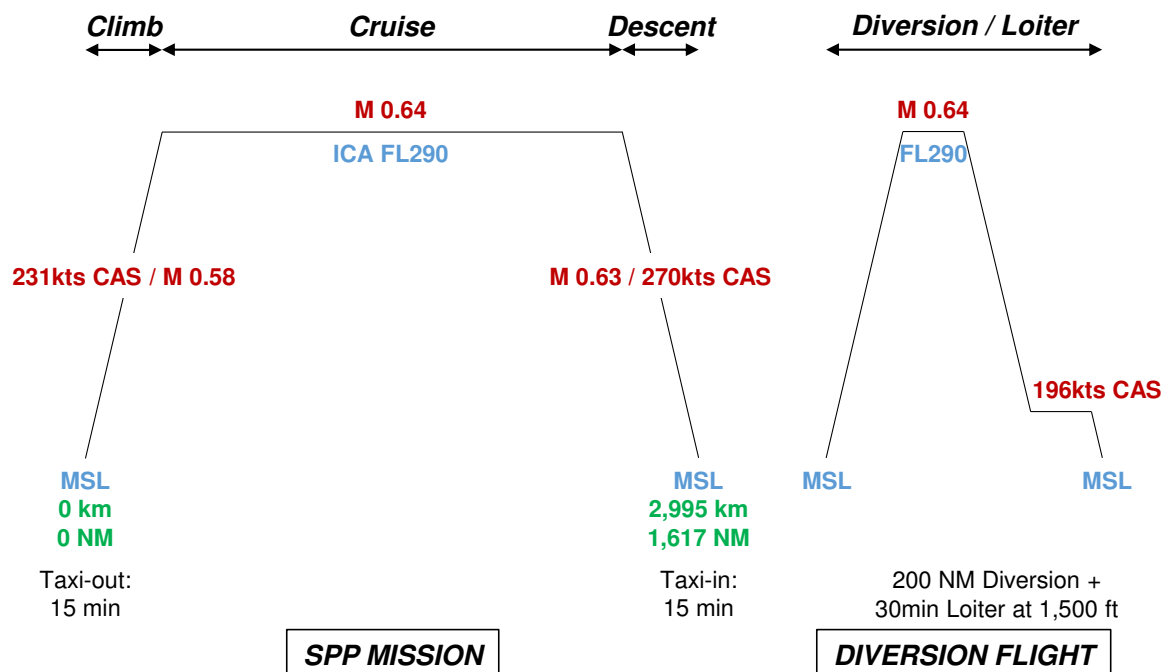 Climb
Cruise
Descent
Diversion / Loiter
M 0.64
M 0.64
ICA FL290
FL290
231kts CAS / M 0.58
M 0.63 / 270kts CAS
196kts CAS
MSL
0 km
0 NM
MSL
2,995 km
1,617 NM
MSL
MSL
Taxi-out:
15 min
Taxi-in:
15 min
200 NM Diversion +
30min Loiter at 1,500 ft
SPP MISSION
DIVERSION FLIGHT